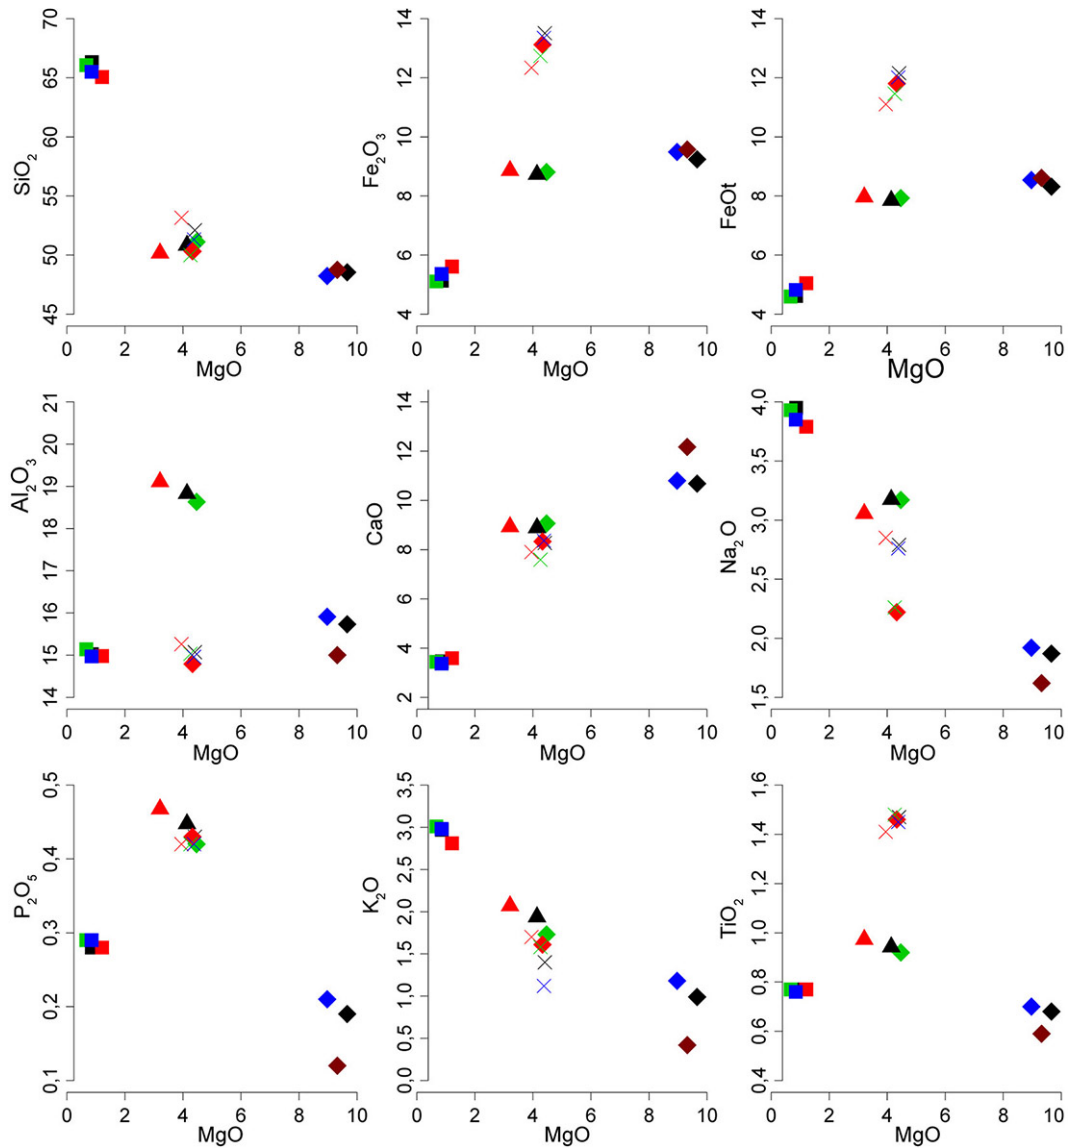 SiO₂
65
60
55
50
45
0 2 4 6 8 10
MgO
Fe₂O₃
14
12
10
8
6
4
0 2 4 6 8 10
MgO
FeOt
14
12
10
8
6
4
0 2 4 6 8 10
MgO
Al₂O₃
21
20
19
18
17
16
15
14
0 2 4 6 8 10
MgO
CaO
14
12
10
8
6
4
2
0 2 4 6 8 10
MgO
Na₂O
4,0
3,5
3,0
2,5
2,0
1,5
0 2 4 6 8 10
MgO
P₂O₅
0,5
0,4
0,3
0,2
0,1
0 2 4 6 8 10
MgO
K₂O
3,5
3,0
2,5
2,0
1,5
1,0
0,5
0,0
0 2 4 6 8 10
MgO
TiO₂
1,6
1,4
1,2
1,0
0,8
0,6
0,4
0 2 4 6 8 10
MgO